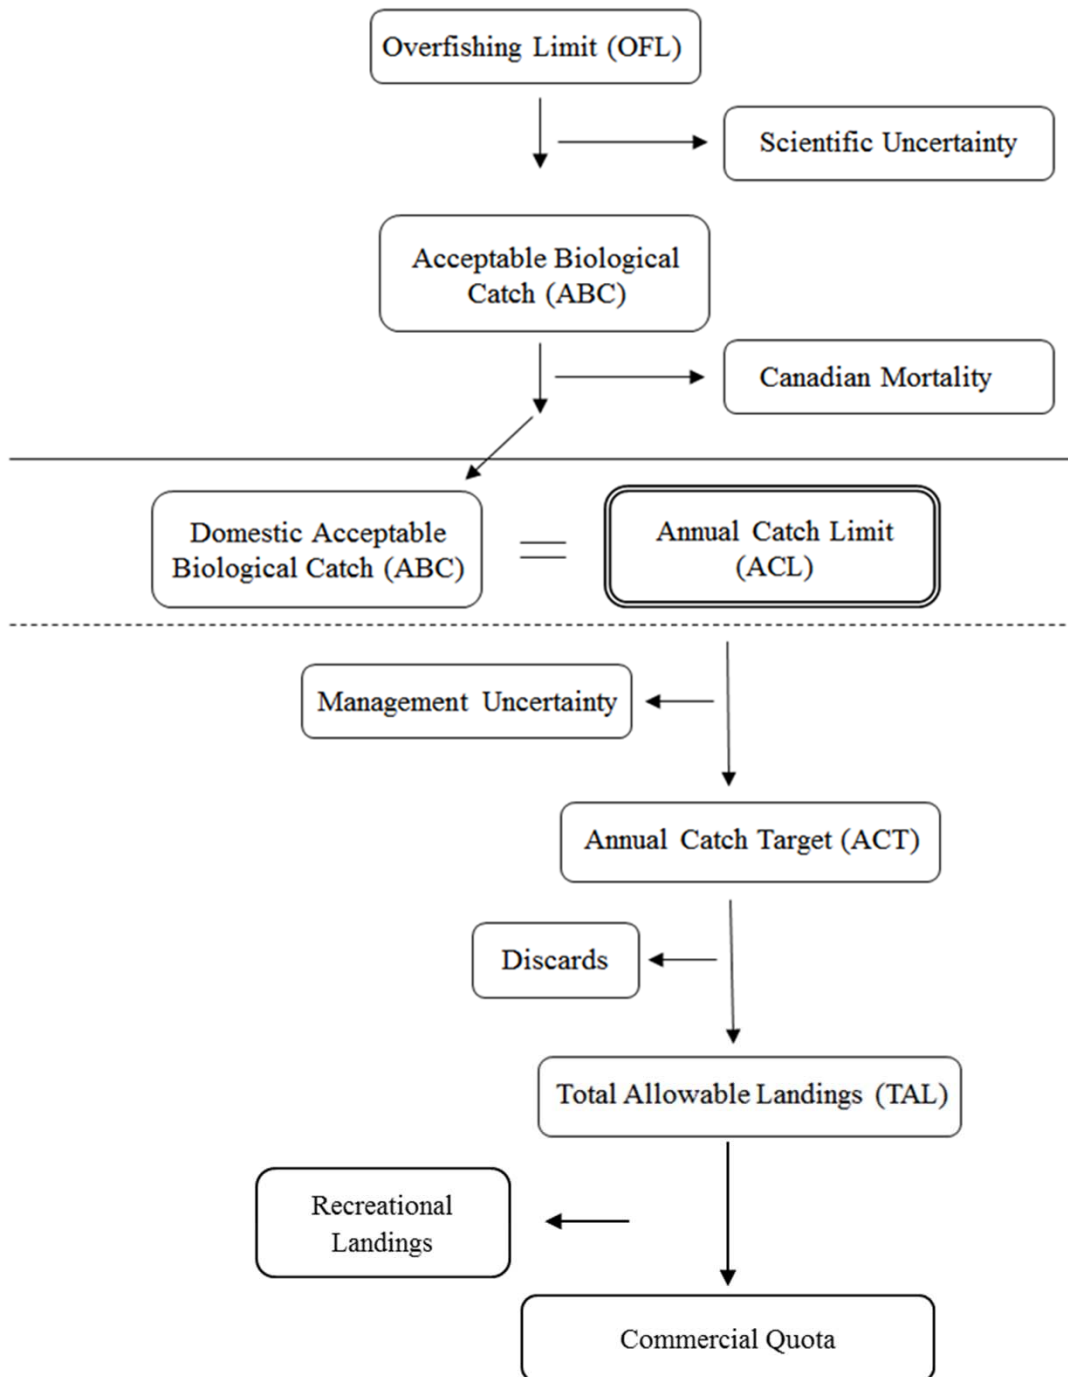 Overfishing Limit (OFL)
Scientific Uncertainty
Acceptable Biological
Catch (ABC)
Canadian Mortality
Domestic Acceptable
Biological Catch (ABC)
Annual Catch Limit
(ACL)
Management Uncertainty
Annual Catch Target (ACT)
Discards
Total Allowable Landings (TAL)
Recreational
Landings
Commercial Quota